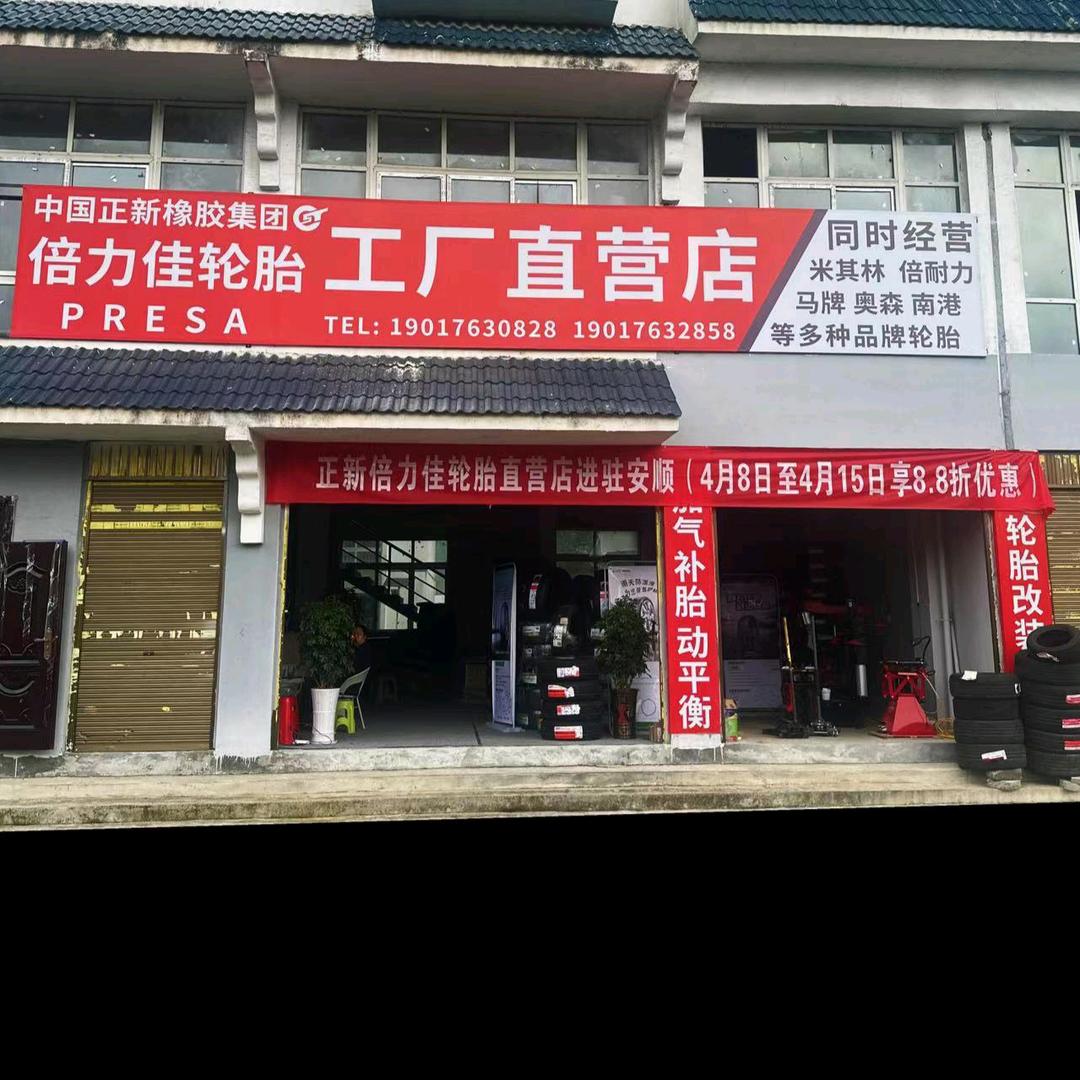 中国正新橡胶集团
倍力佳轮胎
PRESA
工厂直营店
TEL: 19017630828 19017632858
同时经营
米其林 倍耐力
马牌 奥森 南港
等多种品牌轮胎
正新倍力佳轮胎直营店进驻安顺（4月8日至4月15日享8.8折优惠）
加气补胎动平衡
轮胎改装